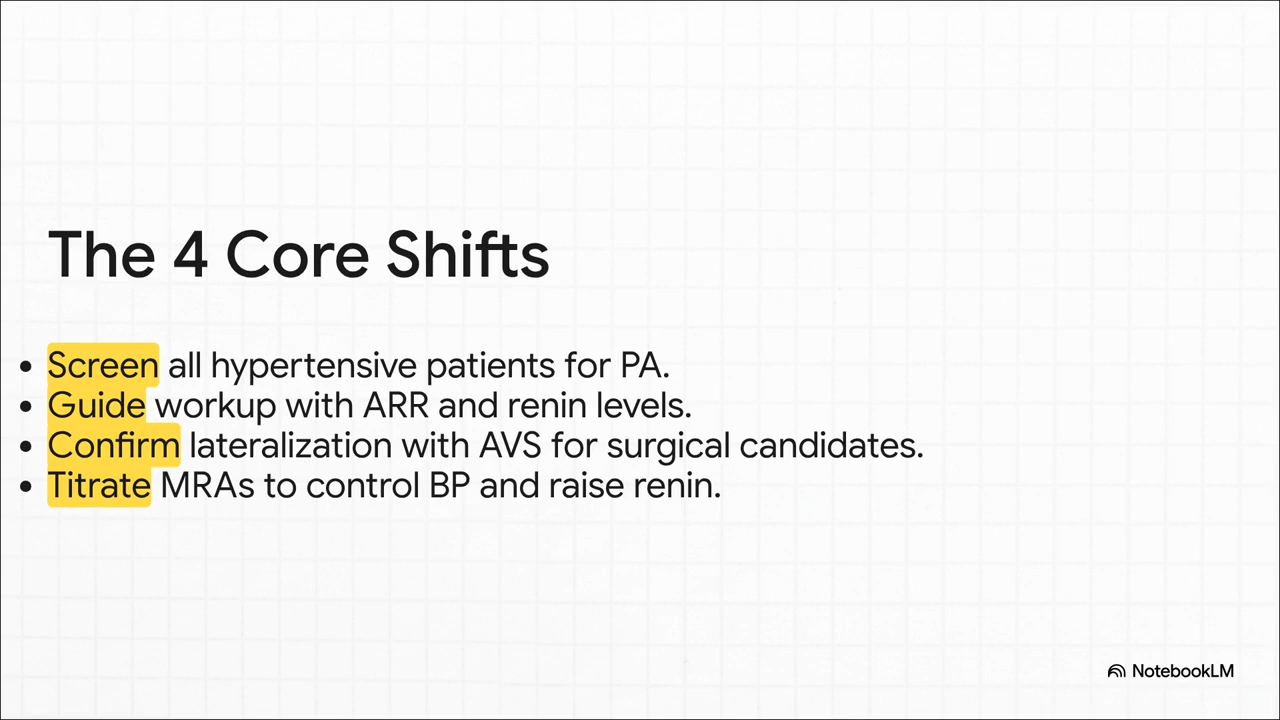 The 4 Core Shifts
• Screen all hypertensive patients for PA.
• Guide workup with ARR and renin levels.
• Confirm lateralization with AVS for surgical candidates.
• Titrate MRAs to control BP and raise renin.
NotebookLM